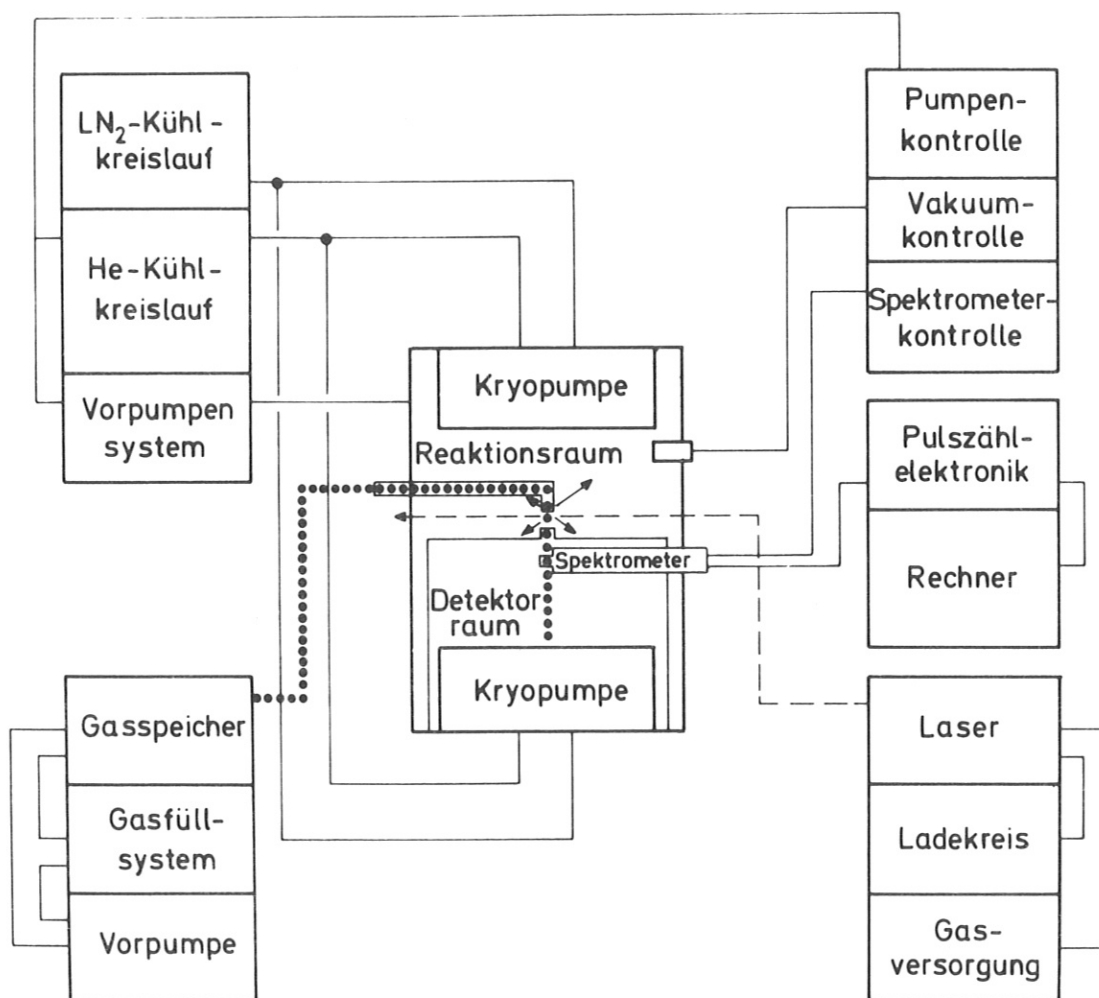 LN₂-Kühl-
kreislauf
He-Kühl-
kreislauf
Vorpumpen
system
Pumpen-
kontrolle
Vakuum-
kontrolle
Spektrometer-
kontrolle
Kryopumpe
Reaktionsraum
Spektrometer
Detektor
raum
Kryopumpe
Pulszähl-
elektronik
Rechner
Gasspeicher
Gasfüll-
system
Vorpumpe
Laser
Ladekreis
Gas-
versorgung